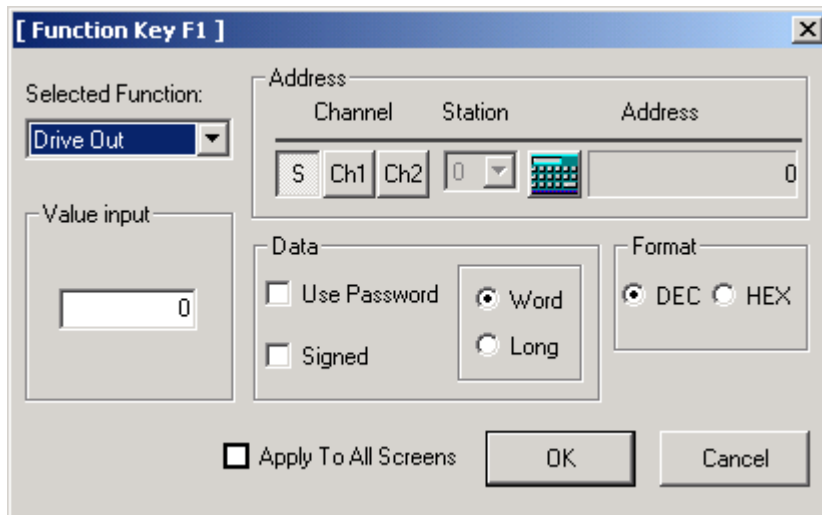 [ Function Key F1 ]
Selected Function:
Drive Out
Address
Channel Station Address
S Ch1 Ch2 0 0
Value input
0
Data
Use Password
Signed
Word
Long
Format
DEC HEX
Apply To All Screens
OK Cancel